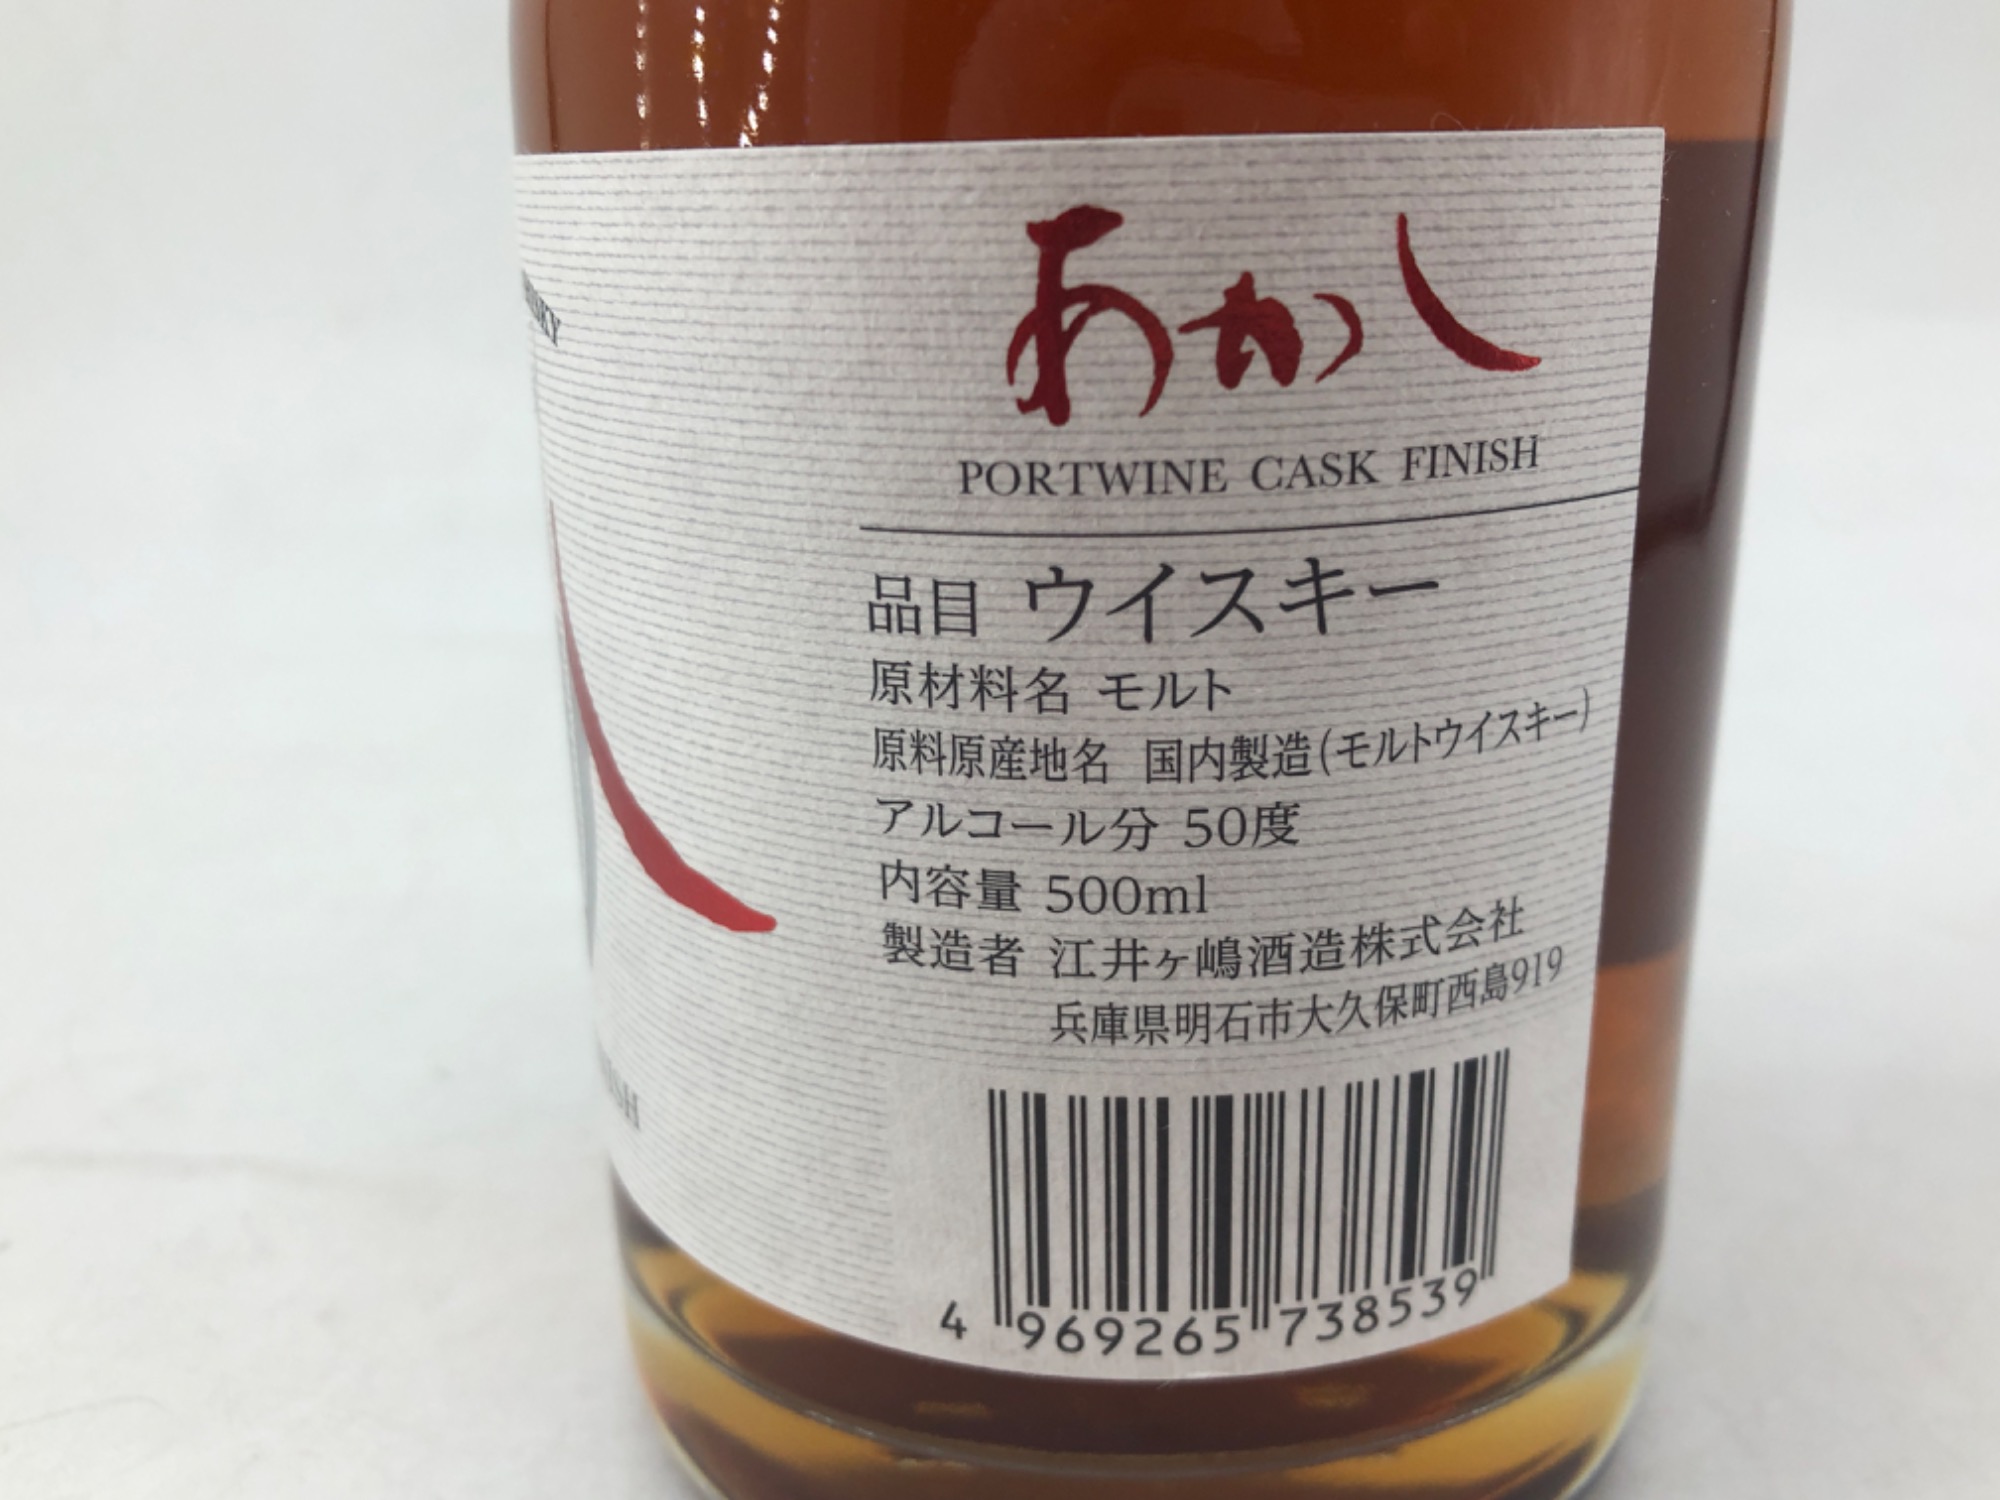 あかし
PORTWINE CASK FINISH
品目 ウイスキー
原材料名 モルト
原料原産地名 国内製造(モルトウイスキー)
アルコール分 50度
内容量 500ml
製造者 江井ヶ嶋酒造株式会社
兵庫県明石市大久保町西島919
4 969265 738539